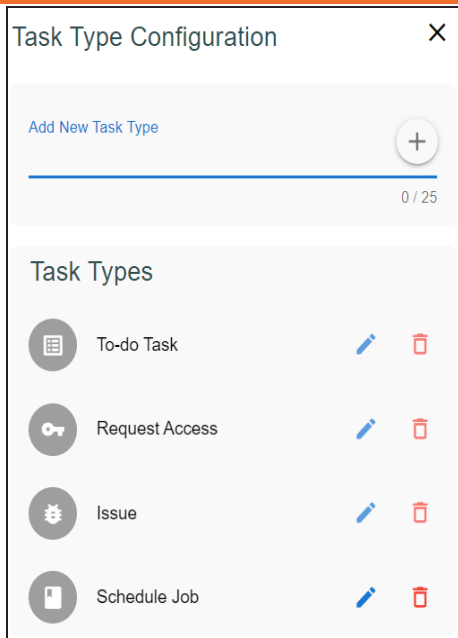 Task Type Configuration
Add New Task Type
0 / 25
Task Types
To-do Task
Request Access
Issue
Schedule Job